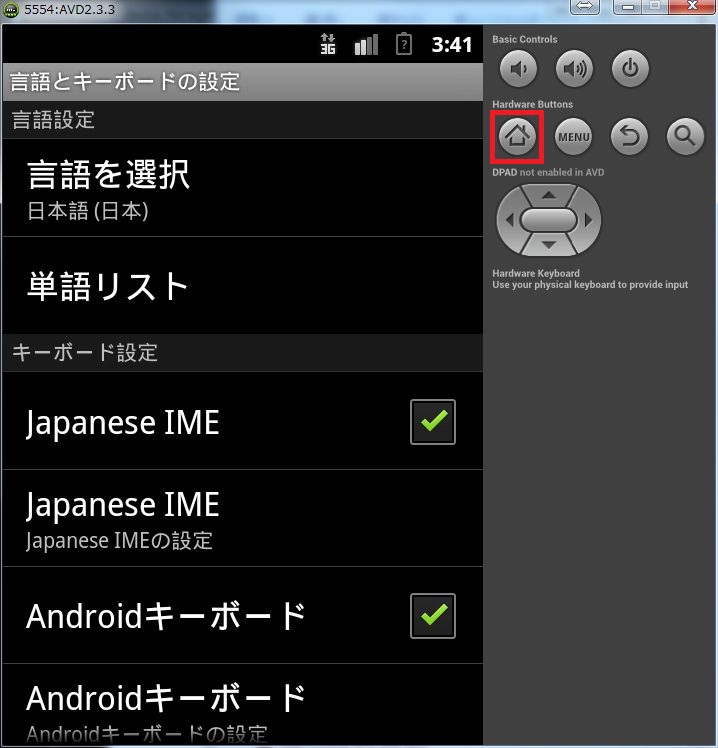 5554:AVD2.3.3
3G
3:41
言語とキーボードの設定
言語設定
言語を選択
日本語 (日本)
単語リスト
キーボード設定
Japanese IME
Japanese IME
Japanese IMEの設定
Androidキーボード
Androidキーボード
Androidキーボードの設定
Basic Controls
Hardware Buttons
MENU
DPAD not enabled in AVD
Hardware Keyboard
Use your physical keyboard to provide input